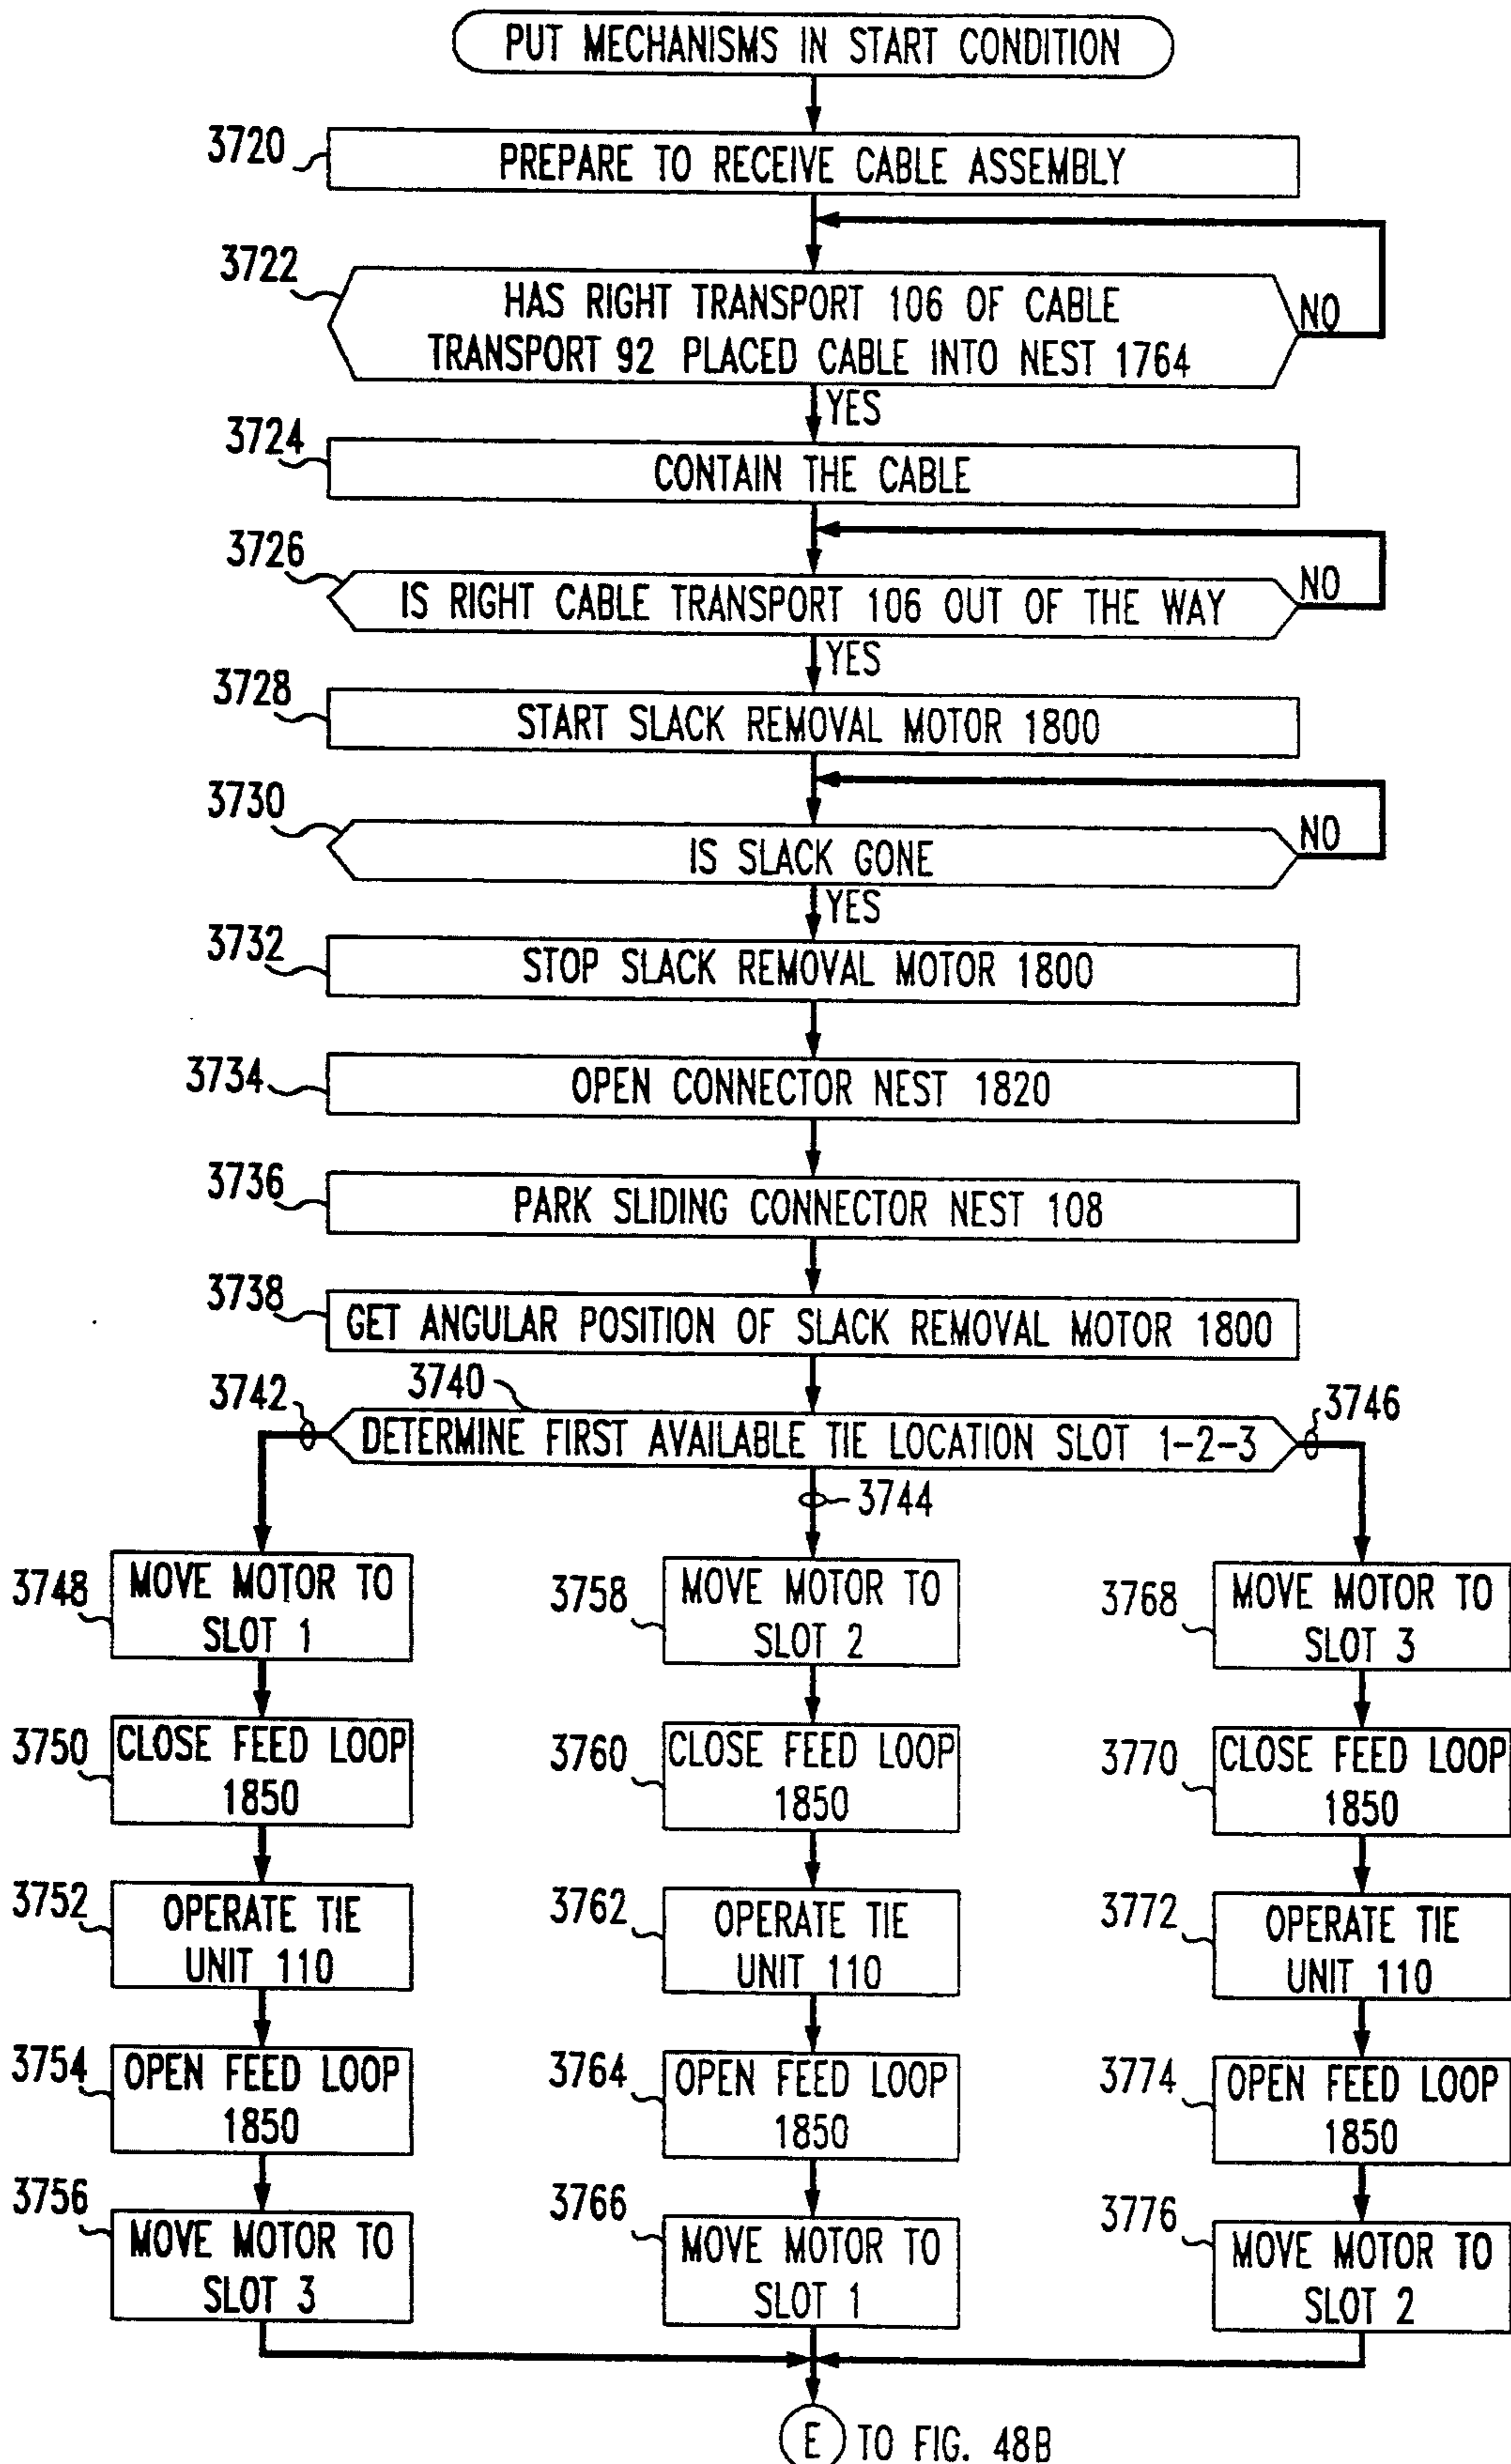 PUT MECHANISMS IN START CONDITION
3720
PREPARE TO RECEIVE CABLE ASSEMBLY
3722
HAS RIGHT TRANSPORT 106 OF CABLE
TRANSPORT 92 PLACED CABLE INTO NEST 1764
NO
YES
3724
CONTAIN THE CABLE
3726
IS RIGHT CABLE TRANSPORT 106 OUT OF THE WAY
NO
YES
3728
START SLACK REMOVAL MOTOR 1800
3730
IS SLACK GONE
NO
YES
3732
STOP SLACK REMOVAL MOTOR 1800
3734
OPEN CONNECTOR NEST 1820
3736
PARK SLIDING CONNECTOR NEST 108
3738
GET ANGULAR POSITION OF SLACK REMOVAL MOTOR 1800
3742
3740
3746
DETERMINE FIRST AVAILABLE TIE LOCATION SLOT 1-2-3
3744
3748
MOVE MOTOR TO
SLOT 1
3750
CLOSE FEED LOOP
1850
3752
OPERATE TIE
UNIT 110
3754
OPEN FEED LOOP
1850
3756
MOVE MOTOR TO
SLOT 3
3758
MOVE MOTOR TO
SLOT 2
3760
CLOSE FEED LOOP
1850
3762
OPERATE TIE
UNIT 110
3764
OPEN FEED LOOP
1850
3766
MOVE MOTOR TO
SLOT 1
3768
MOVE MOTOR TO
SLOT 3
3770
CLOSE FEED LOOP
1850
3772
OPERATE TIE
UNIT 110
3774
OPEN FEED LOOP
1850
3776
MOVE MOTOR TO
SLOT 2
E TO FIG. 48B